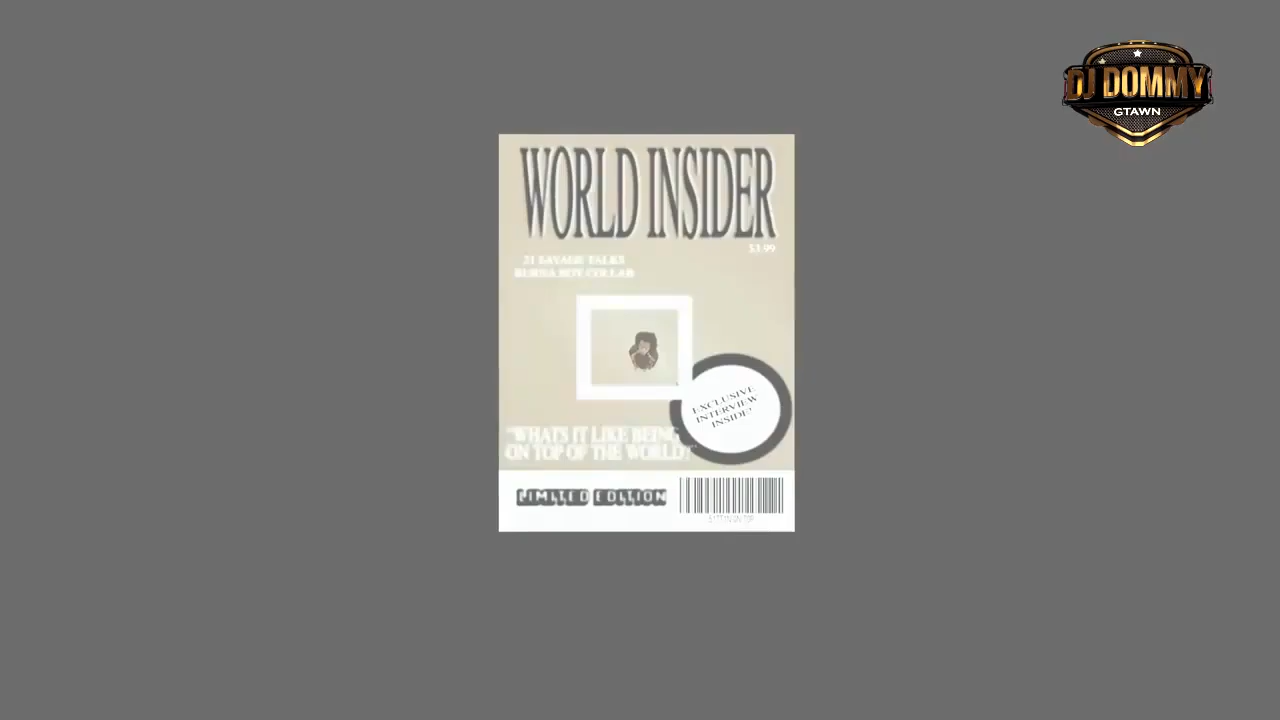 DJ DOMMY
GTAWN
WORLD INSIDER
$3.99
21 SAVAGE TALKS
BURNA BOY COLLAB
EXCLUSIVE
INTERVIEW
INSIDE!
"WHATS IT LIKE BEING
ON TOP OF THE WORLD?"
LIMITED EDITION